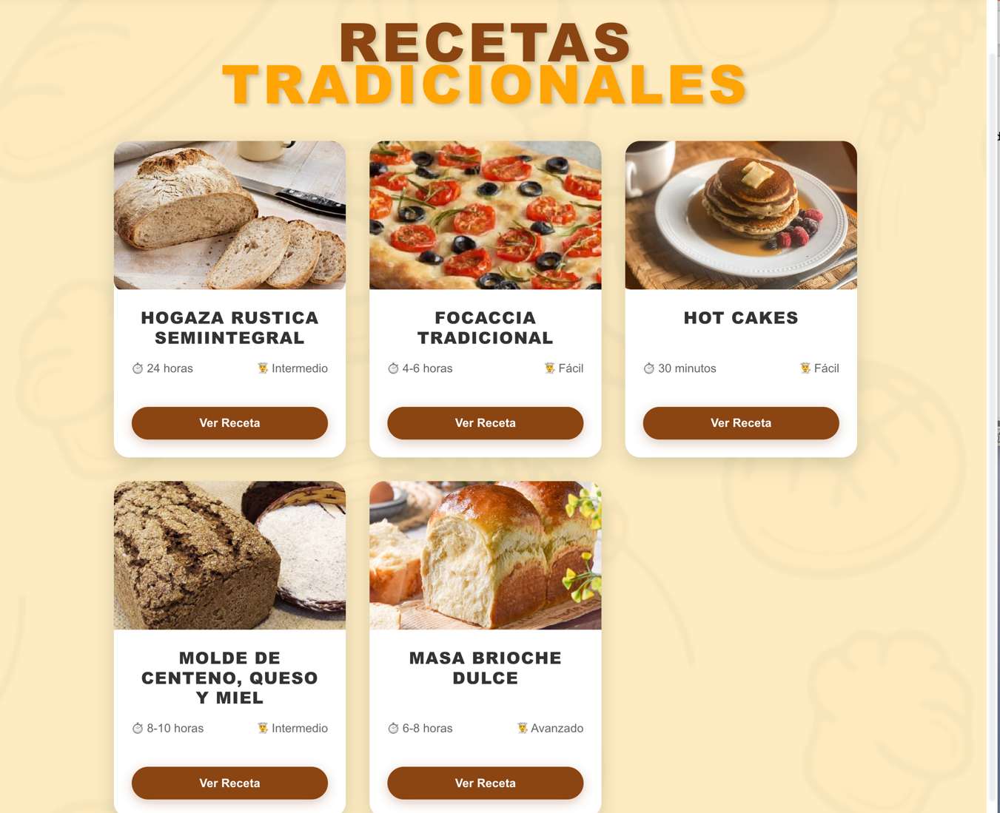 RECETAS
TRADICIONALES
HOGAZA RUSTICA
SEMIINTEGRAL
24 horas
Intermedio
Ver Receta
FOCACCIA
TRADICIONAL
4-6 horas
Fácil
Ver Receta
HOT CAKES
30 minutos
Fácil
Ver Receta
MOLDE DE
CENTENO, QUESO
Y MIEL
8-10 horas
Intermedio
Ver Receta
MASA BRIOCHE
DULCE
6-8 horas
Avanzado
Ver Receta